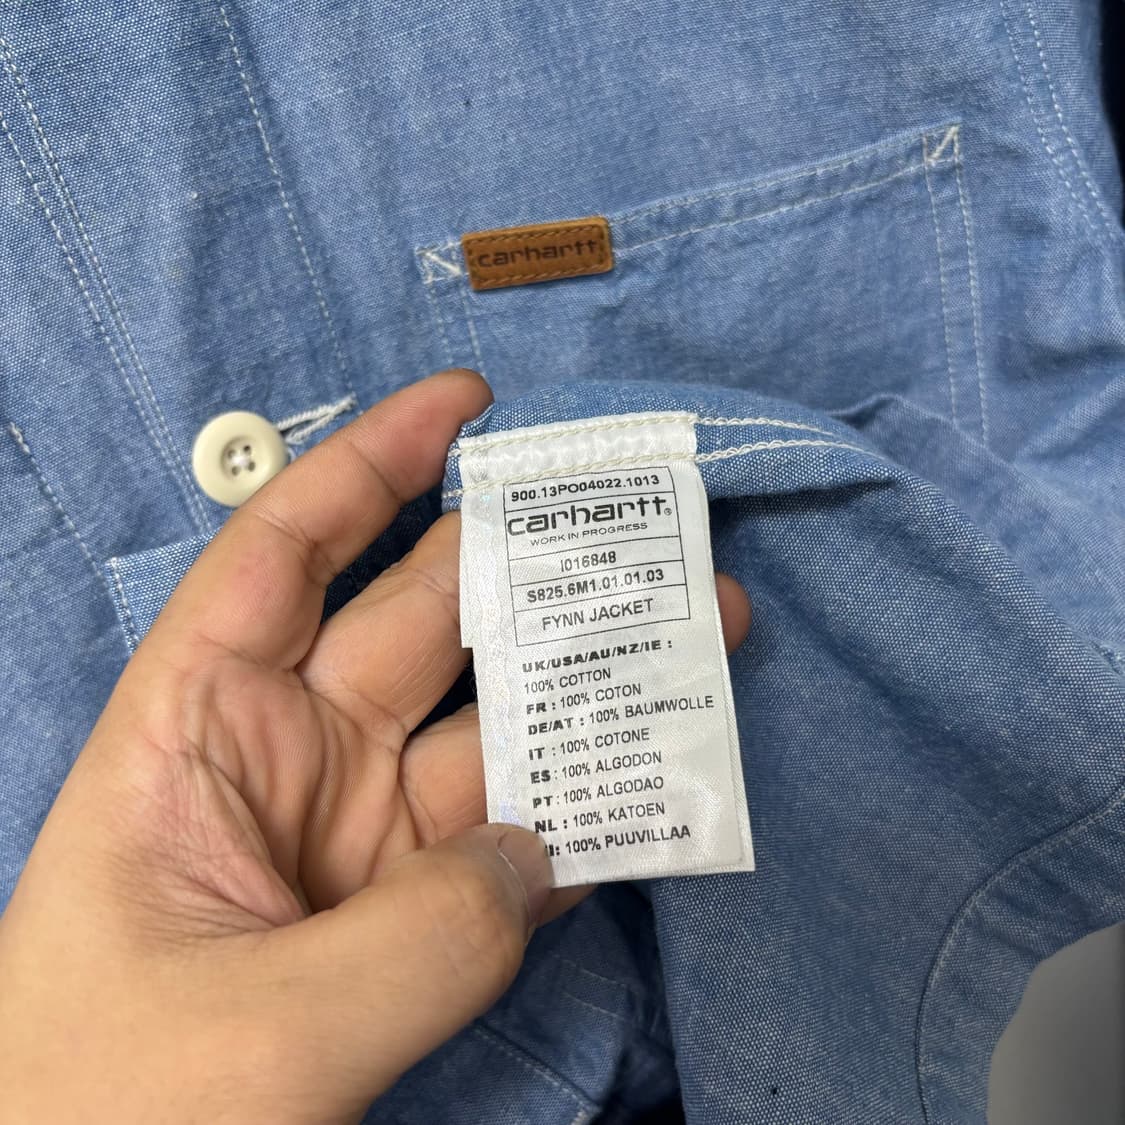 carhartt
900.13PO04022.1013
carhartt®
WORK IN PROGRESS
I016848
S825.6M1.01.01.03
FYNN JACKET
UK/USA/AU/NZ/IE :
100% COTTON
FR : 100% COTON
DE/AT : 100% BAUMWOLLE
IT : 100% COTONE
ES : 100% ALGODON
PT : 100% ALGODAO
NL : 100% KATOEN
: 100% PUUVILLAA